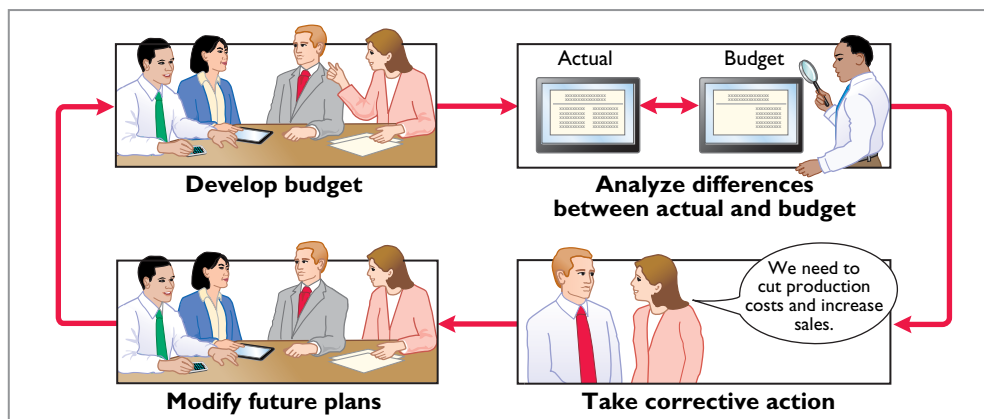 Actual
Budget
Develop budget
Analyze differences
between actual and budget
We need to
cut production
costs and increase
sales.
Modify future plans
Take corrective action